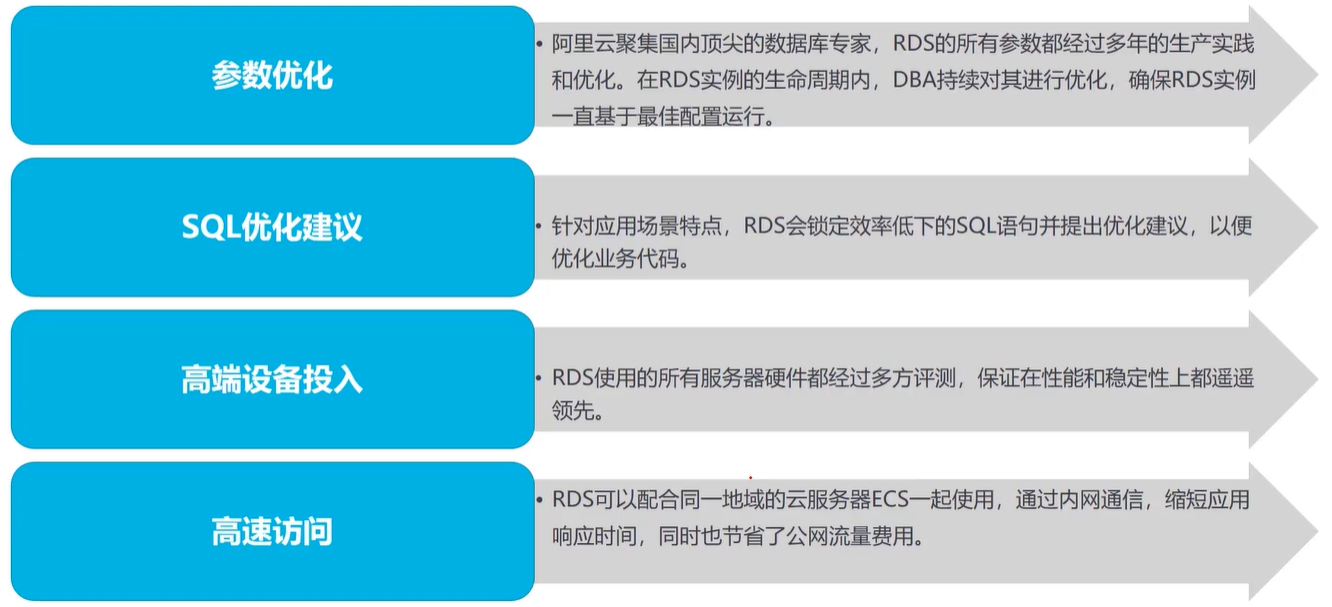 参数优化
• 阿里云聚集国内顶尖的数据库专家，RDS的所有参数都经过多年的生产实践
和优化。在RDS实例的生命周期内，DBA持续对其进行优化，确保RDS实例
一直基于最佳配置运行。
SQL优化建议
• 针对应用场景特点，RDS会锁定效率低下的SQL语句并提出优化建议，以便
优化业务代码。
高端设备投入
• RDS使用的所有服务器硬件都经过多方评测，保证在性能和稳定性上都遥遥
领先。
高速访问
• RDS可以配合同一地域的云服务器ECS一起使用，通过内网通信，缩短应用
响应时间，同时也节省了公网流量费用。